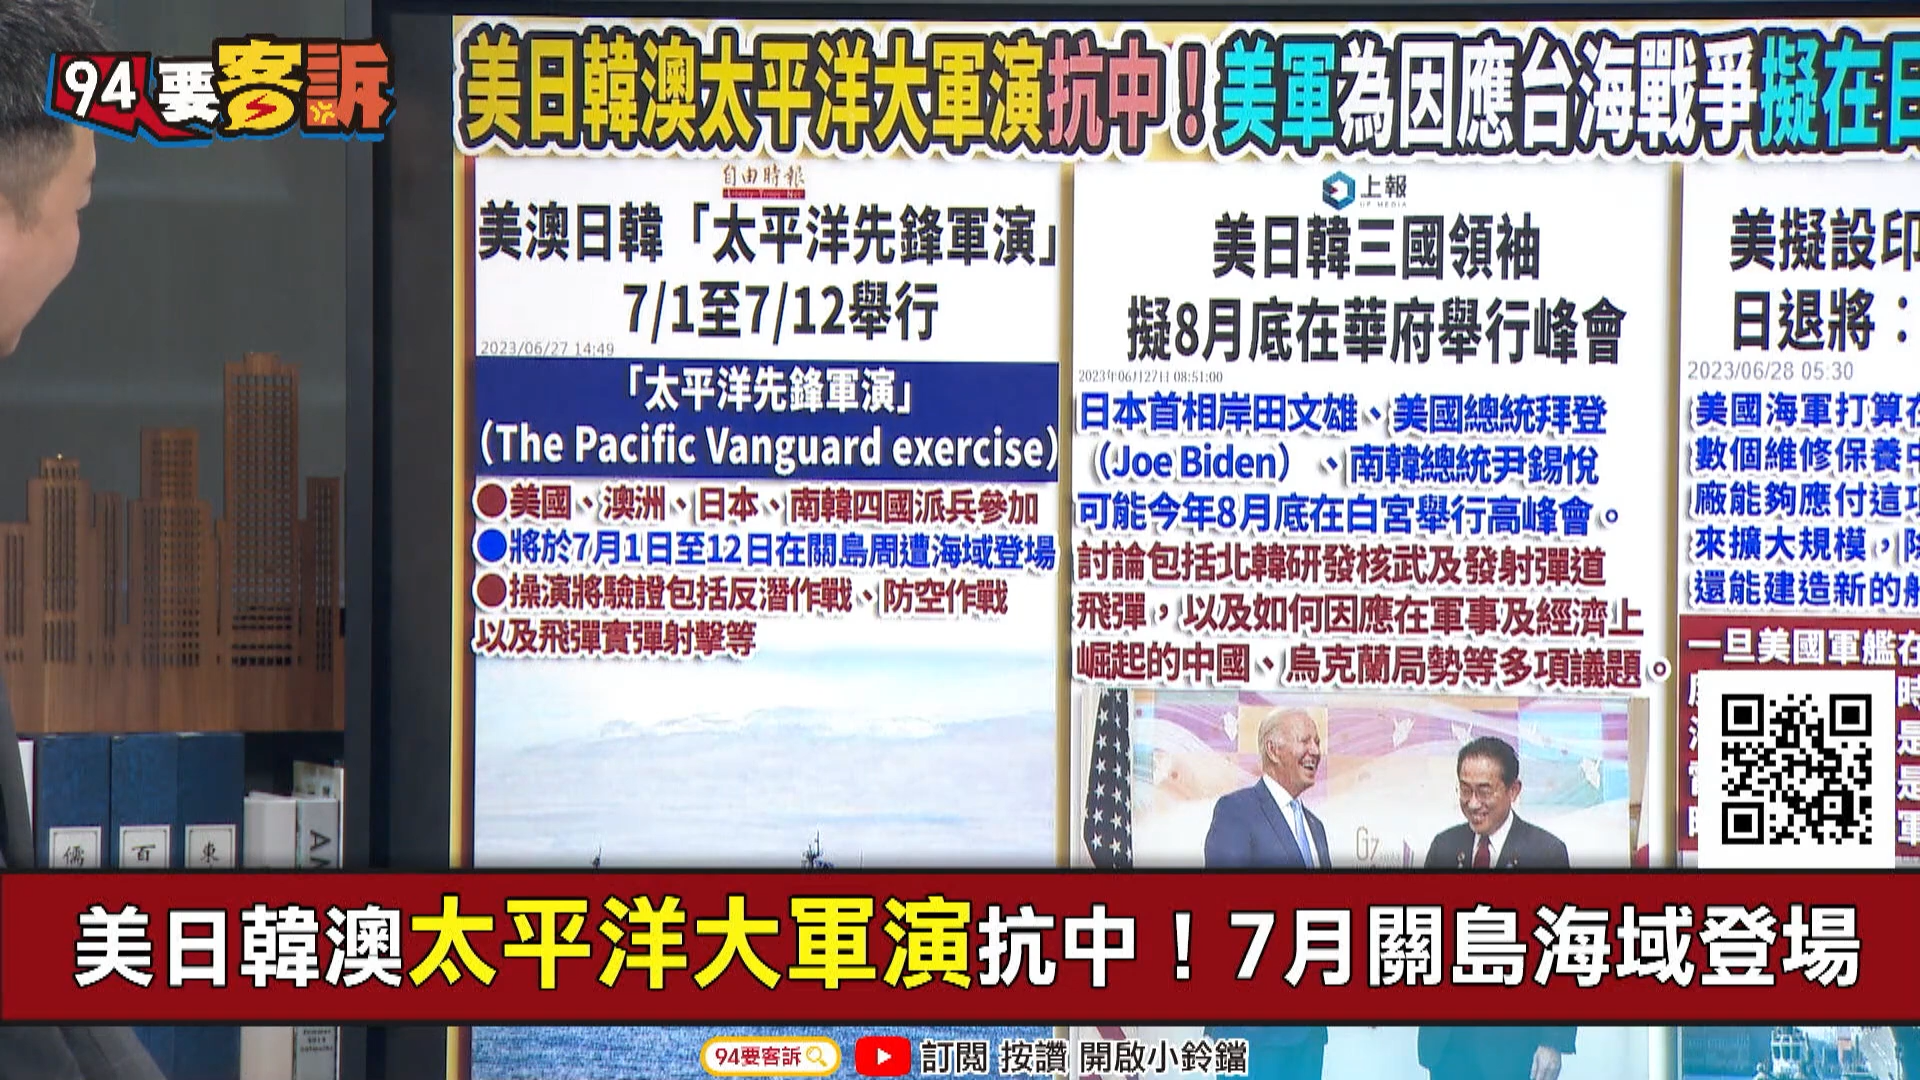 94要客訴
美日韓澳太平洋大軍演抗中！美軍為因應台海戰爭擬在日
自由時報
Liberty Times Net
美澳日韓「太平洋先鋒軍演」
7/1至7/12舉行
2023/06/27 14:49
「太平洋先鋒軍演」
(The Pacific Vanguard exercise)
●美國、澳洲、日本、南韓四國派兵參加
●將於7月1日至12日在關島周遭海域登場
●操演將驗證包括反潛作戰、防空作戰
以及飛彈實彈射擊等
上報
UP MEDIA
美日韓三國領袖
擬8月底在華府舉行峰會
2023年06月27日 08:51:00
日本首相岸田文雄、美國總統拜登
（Joe Biden）、南韓總統尹錫悅
可能今年8月底在白宮舉行高峰會。
討論包括北韓研發核武及發射彈道
飛彈，以及如何因應在軍事及經濟上
崛起的中國、烏克蘭局勢等多項議題。
美擬設印
日退將：
2023/06/28 05:30
美國海軍打算在
數個維修保養中
廠能夠應付這項
來擴大規模，除
還能建造新的船
一旦美國軍艦在
時
是
是
軍
G7
儒
百
東
AM
美日韓澳太平洋大軍演抗中！7月關島海域登場
94要客訴
訂閱 按讚 開啟小鈴鐺